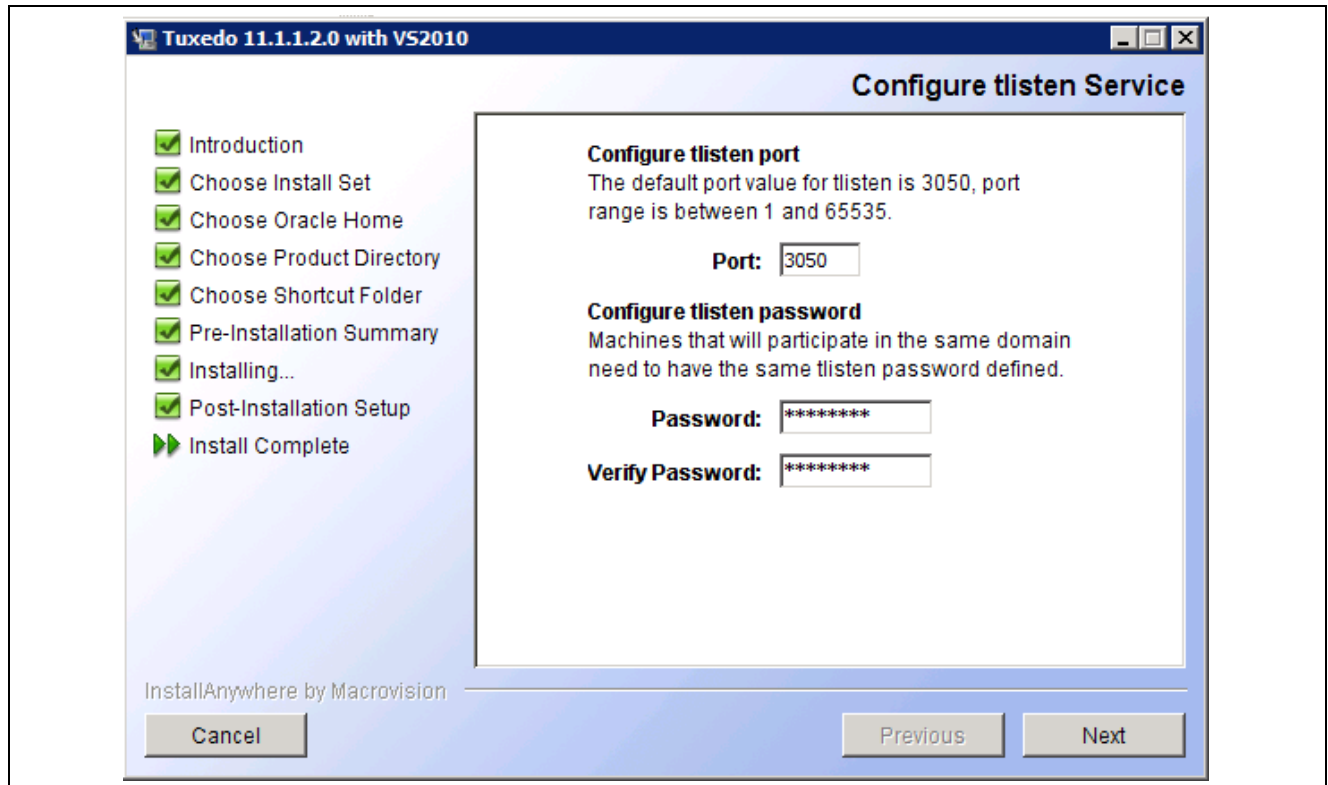 Tuxedo 11.1.1.2.0 with VS2010
Configure tlisten Service
Introduction
Choose Install Set
Choose Oracle Home
Choose Product Directory
Choose Shortcut Folder
Pre-Installation Summary
Installing...
Post-Installation Setup
Install Complete
Configure tlisten port
The default port value for tlisten is 3050, port
range is between 1 and 65535.
Port: 3050
Configure tlisten password
Machines that will participate in the same domain
need to have the same tlisten password defined.
Password: ********
Verify Password: ********
InstallAnywhere by Macrovision
Cancel Previous Next